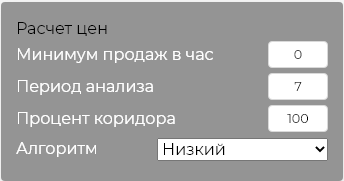 Расчет цен
Минимум продаж в час 0
Период анализа 7
Процент коридора 100
Алгоритм Низкий